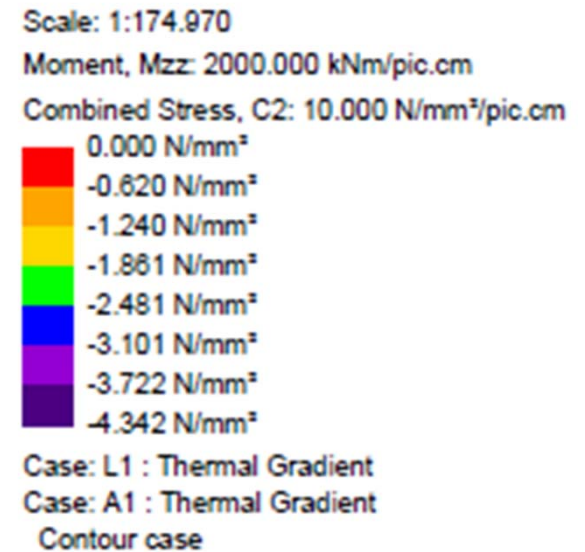 Scale: 1:174.970
Moment, Mzz: 2000.000 kNm/pic.cm
Combined Stress, C2: 10.000 N/mm²/pic.cm
0.000 N/mm²
-0.620 N/mm²
-1.240 N/mm²
-1.861 N/mm²
-2.481 N/mm²
-3.101 N/mm²
-3.722 N/mm²
-4.342 N/mm²
Case: L1 : Thermal Gradient
Case: A1 : Thermal Gradient
Contour case